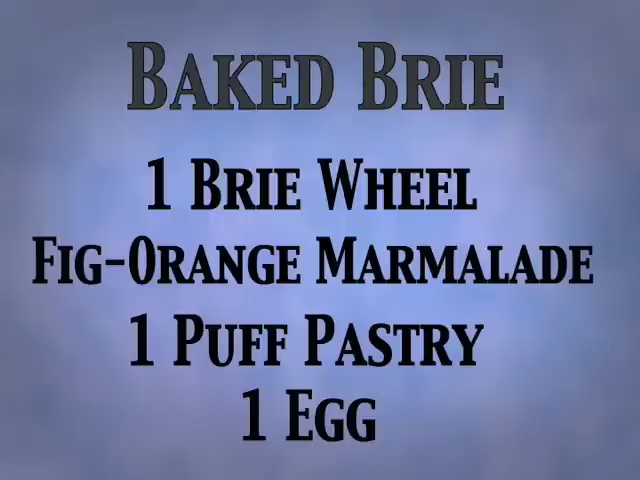 Baked Brie
1 Brie Wheel
Fig-Orange Marmalade
1 Puff Pastry
1 Egg